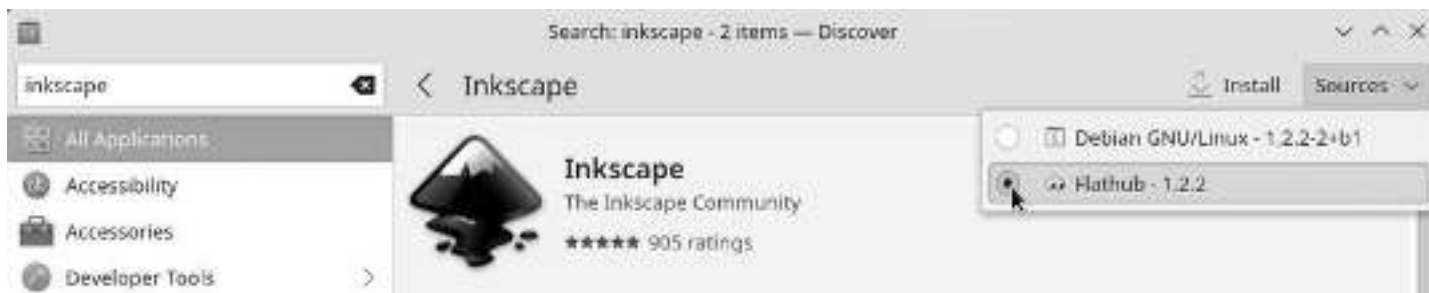 Search: inkscape - 2 items — Discover
inkscape
Inkscape
Install
Sources
All Applications
Accessibility
Accessories
Developer Tools
Inkscape
The Inkscape Community
905 ratings
Debian GNU/Linux - 1.2.2-2+b1
Flathub - 1.2.2